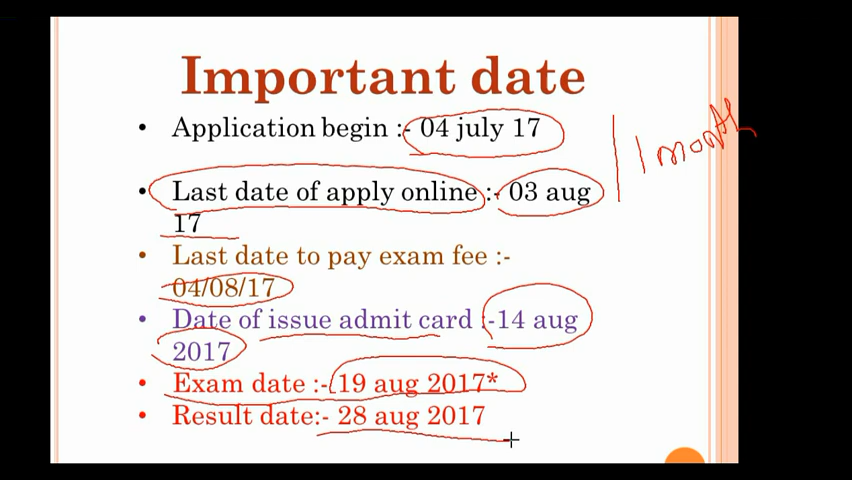 Important date
• Application begin :- 04 july 17
1 month
• Last date of apply online :- 03 aug
17
• Last date to pay exam fee :-
04/08/17
• Date of issue admit card :-14 aug
2017
• Exam date :- 19 aug 2017*
• Result date:- 28 aug 2017